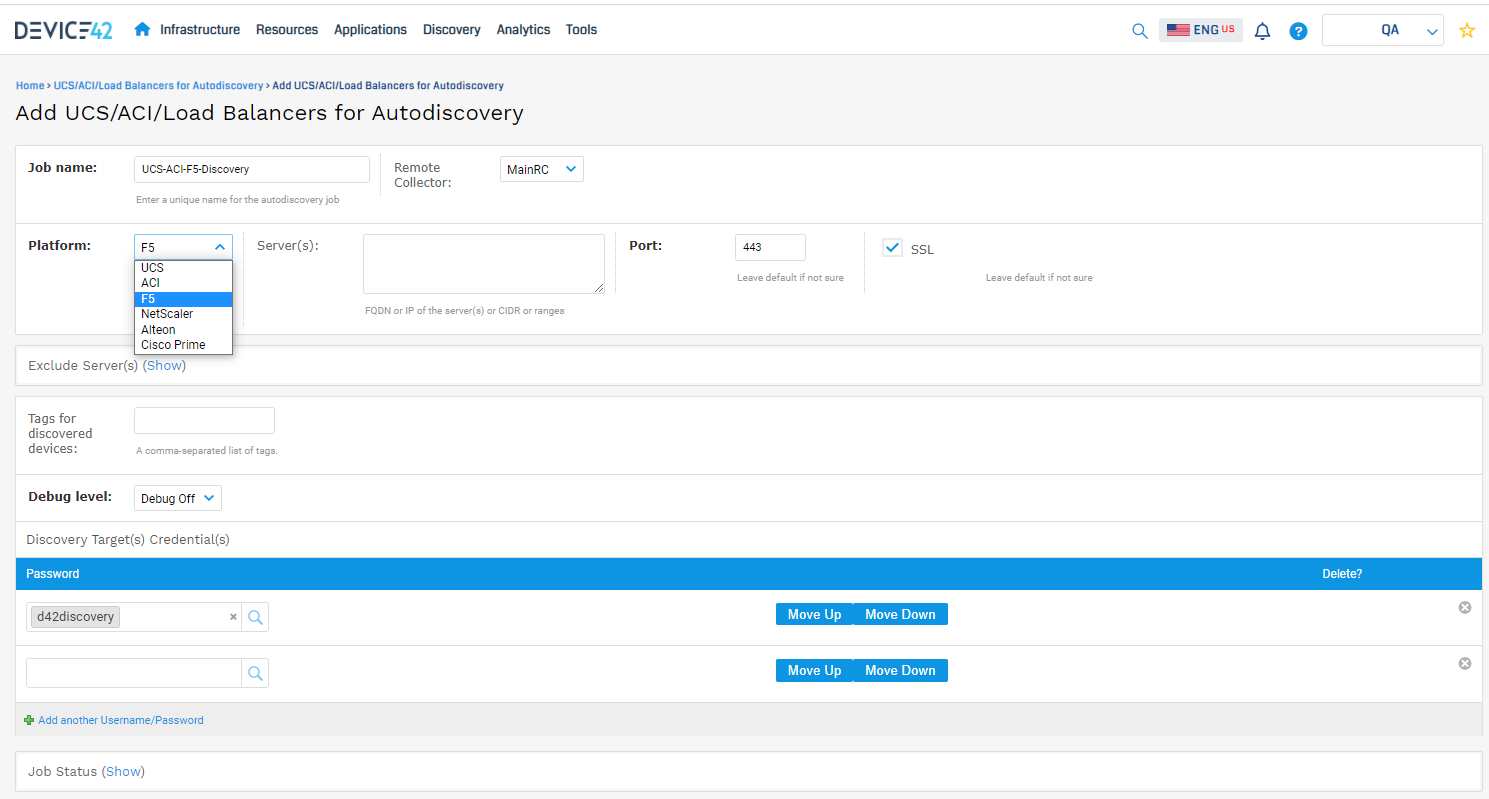 DEVICE42 Infrastructure Resources Applications Discovery Analytics Tools ENG US ? QA
Home › UCS/ACI/Load Balancers for Autodiscovery › Add UCS/ACI/Load Balancers for Autodiscovery
Add UCS/ACI/Load Balancers for Autodiscovery
Job name: UCS-ACI-F5-Discovery Remote Collector: MainRC
Enter a unique name for the autodiscovery job
Platform: F5 Server(s): Port: 443 SSL
UCS
ACI
F5
NetScaler
Alteon
Cisco Prime
Leave default if not sure Leave default if not sure
FQDN or IP of the server(s) or CIDR or ranges
Exclude Server(s) (Show)
Tags for
discovered
devices:
A comma-separated list of tags.
Debug level: Debug Off
Discovery Target(s) Credential(s)
Password Delete?
d42discovery × Move Up Move Down
Move Up Move Down
Add another Username/Password
Job Status (Show)